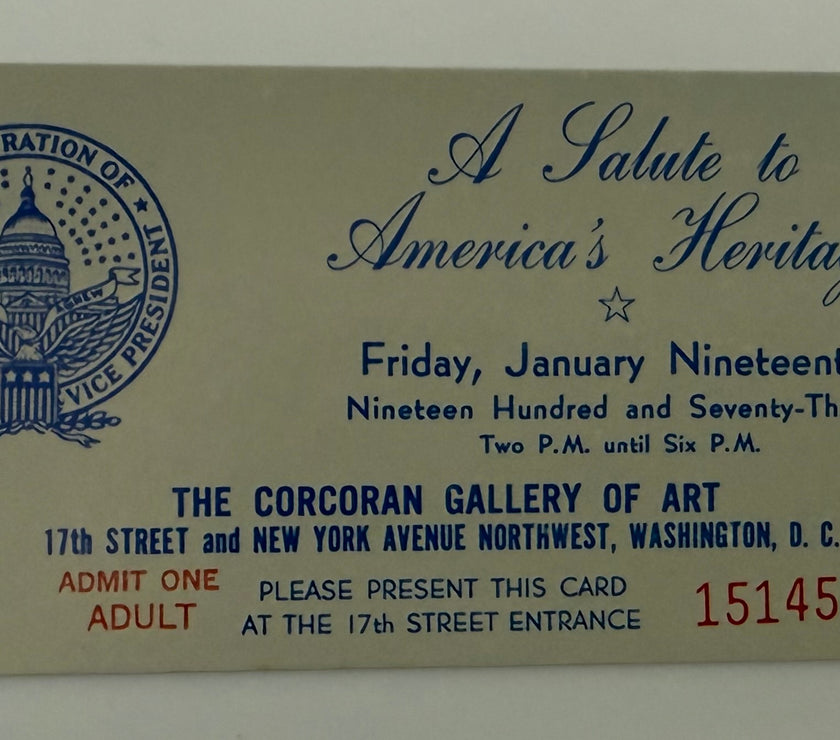 RATION OF ★
VICE PRESIDENT
AGNEW
A Salute to
America's Heritag
Friday, January Nineteent
Nineteen Hundred and Seventy-Th
Two P.M. until Six P.M.
THE CORCORAN GALLERY OF ART
17th STREET and NEW YORK AVENUE NORTHWEST, WASHINGTON, D. C.
ADMIT ONE
ADULT
PLEASE PRESENT THIS CARD
AT THE 17th STREET ENTRANCE
15145